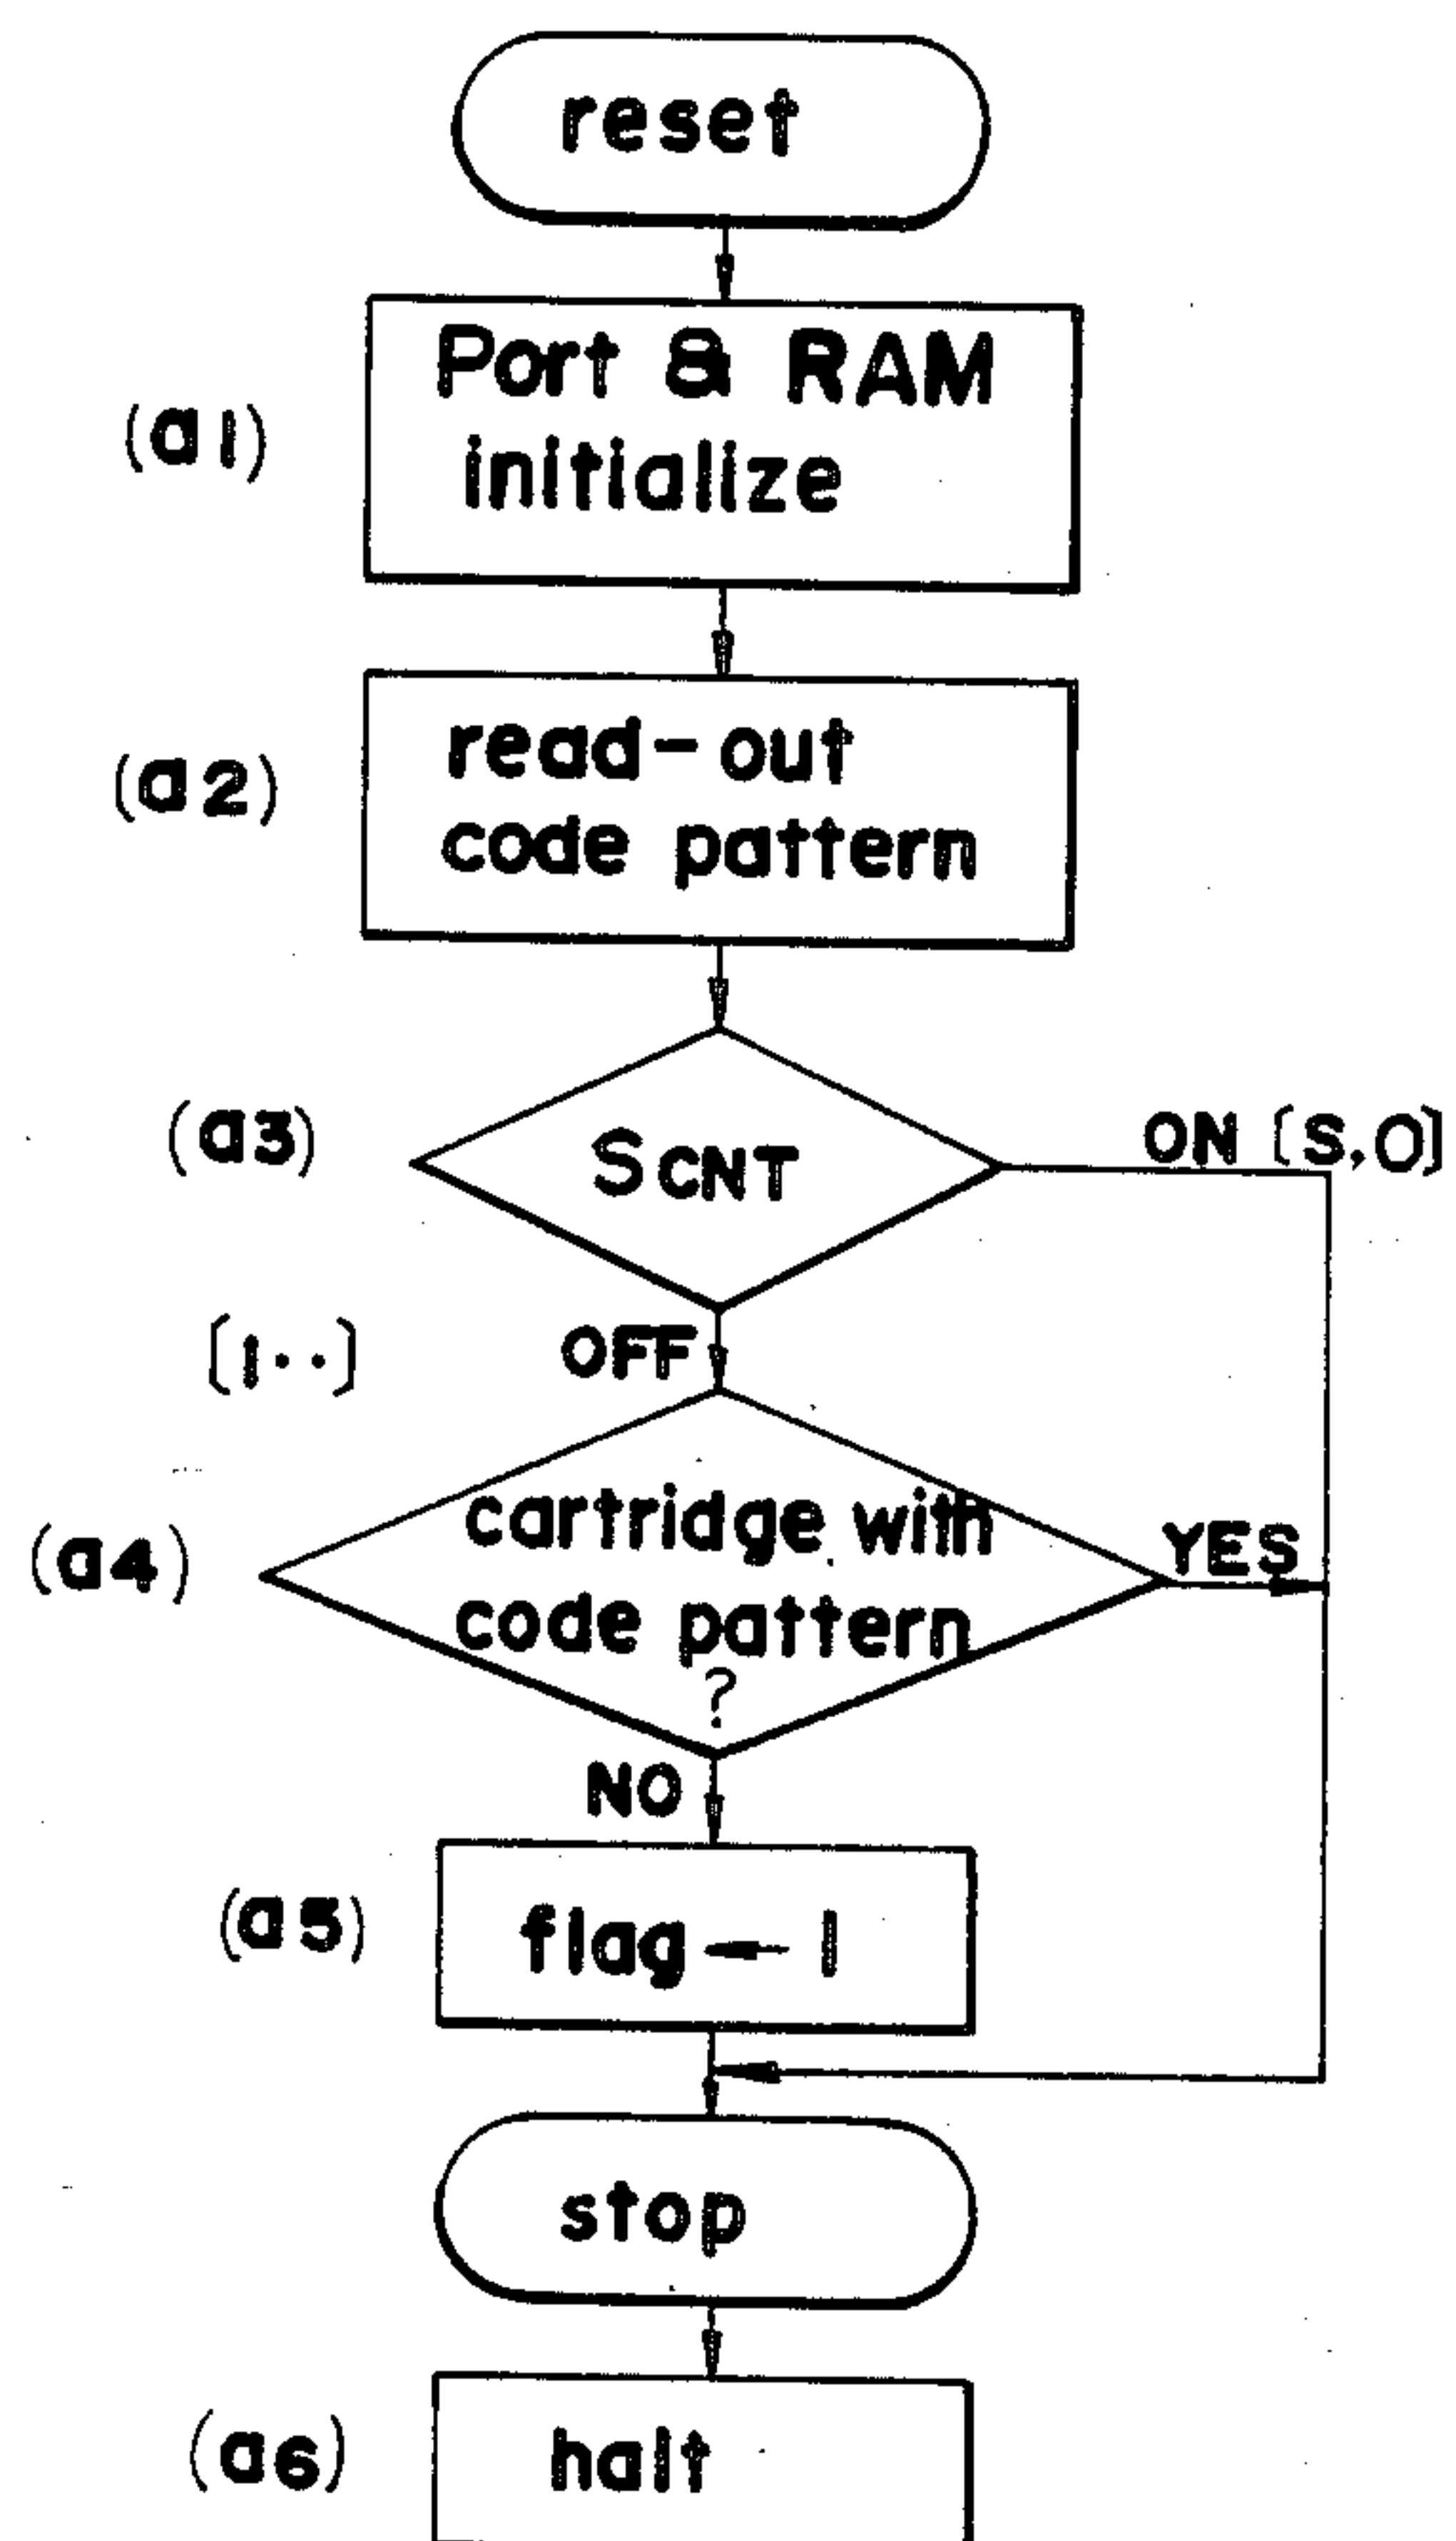 reset
(a1)
Port & RAM
initialize
(a2)
read-out
code pattern
(a3)
SCNT
ON [S,O]
[1··]
OFF
(a4)
cartridge with
code pattern
?
YES
NO
(a5)
flag ← 1
stop
(a6)
halt